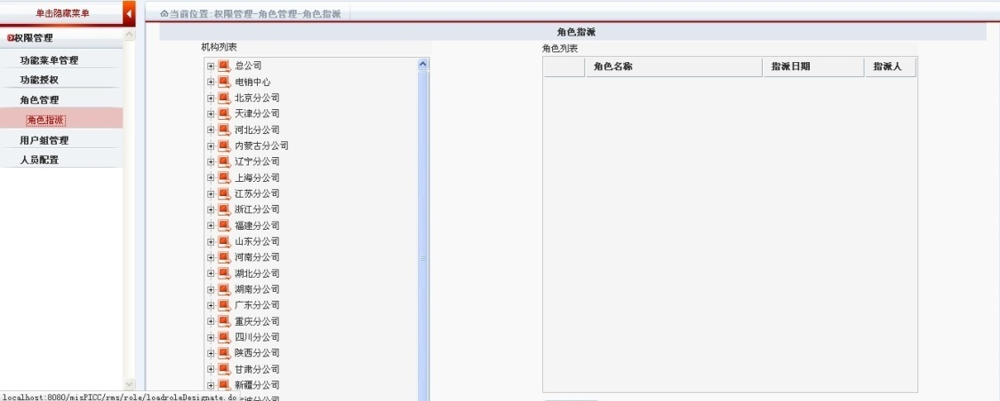 单击隐藏菜单
权限管理
功能菜单管理
功能授权
角色管理
角色指派
用户组管理
人员配置
当前位置:权限管理-角色管理-角色指派
角色指派
机构列表
总公司
电销中心
北京分公司
天津分公司
河北分公司
内蒙古分公司
辽宁分公司
上海分公司
江苏分公司
浙江分公司
福建分公司
山东分公司
河南分公司
湖北分公司
湖南分公司
广东分公司
重庆分公司
四川分公司
陕西分公司
甘肃分公司
新疆分公司
分公司
角色列表
角色名称 指派日期 指派人
localhost:8080/misPICC/rms/role/loadroleDesignate.do